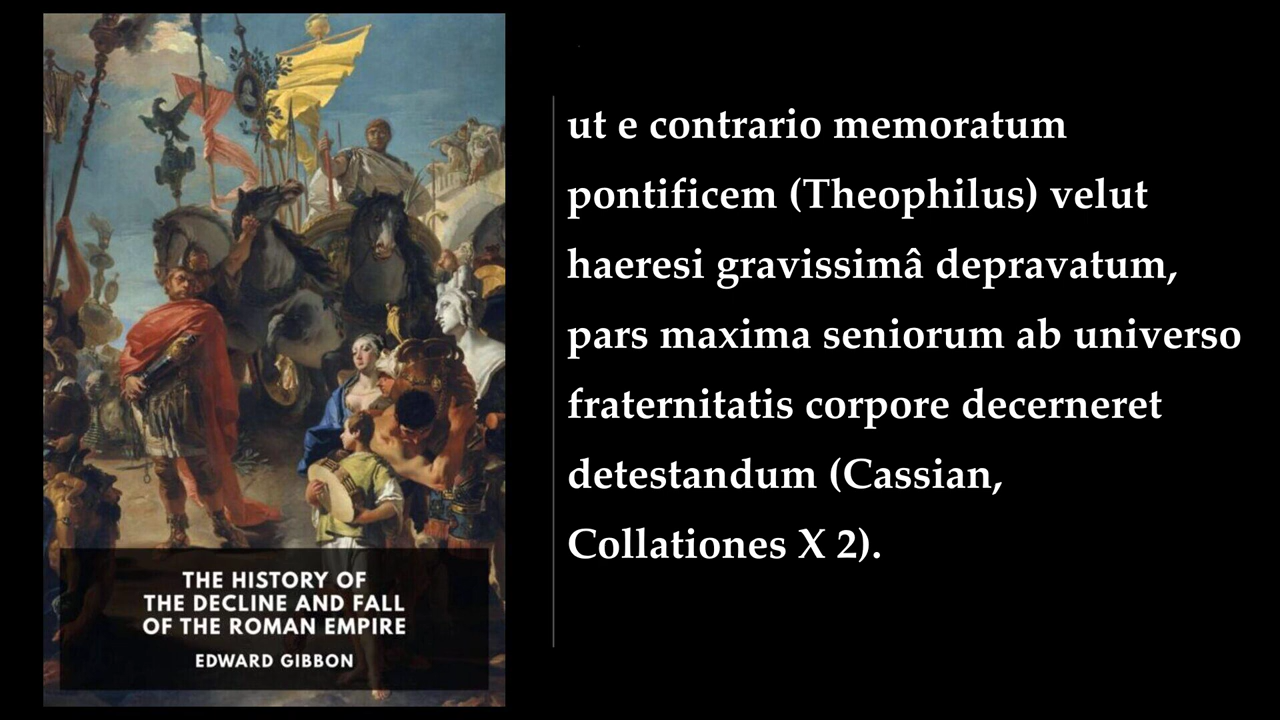 THE HISTORY OF
THE DECLINE AND FALL
OF THE ROMAN EMPIRE
EDWARD GIBBON
ut e contrario memoratum
pontificem (Theophilus) velut
haeresi gravissimâ depravatum,
pars maxima seniorum ab universo
fraternitatis corpore decerneret
detestandum (Cassian,
Collationes X 2).